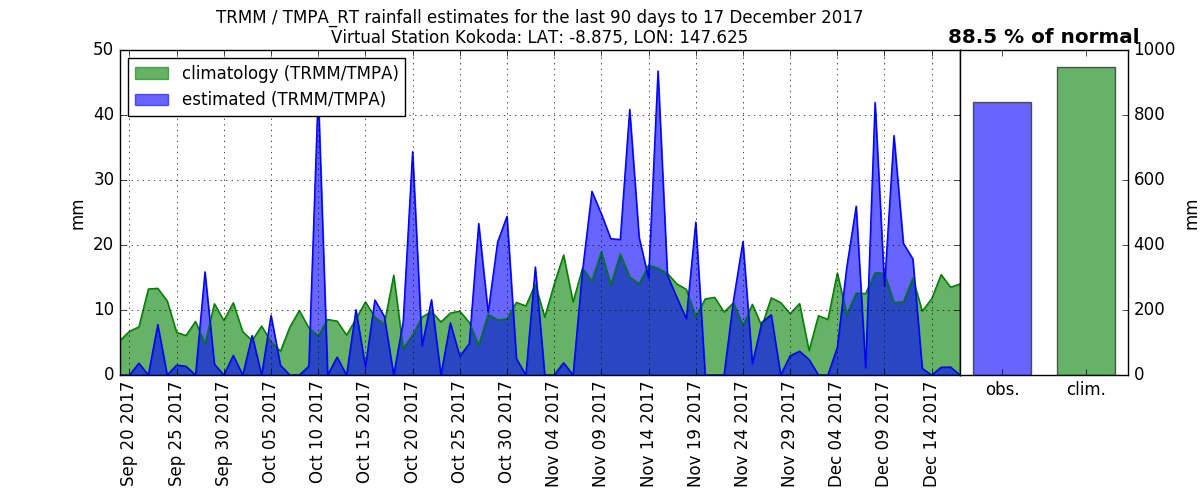 TRMM / TMPA_RT rainfall estimates for the last 90 days to 17 December 2017
Virtual Station Kokoda: LAT: -8.875, LON: 147.625
88.5 % of normal
climatology (TRMM/TMPA)
estimated (TRMM/TMPA)
50
40
30
20
10
0
mm
1000
800
600
400
200
0
mm
Sep 20 2017
Sep 25 2017
Sep 30 2017
Oct 05 2017
Oct 10 2017
Oct 15 2017
Oct 20 2017
Oct 25 2017
Oct 30 2017
Nov 04 2017
Nov 09 2017
Nov 14 2017
Nov 19 2017
Nov 24 2017
Nov 29 2017
Dec 04 2017
Dec 09 2017
Dec 14 2017
obs.
clim.